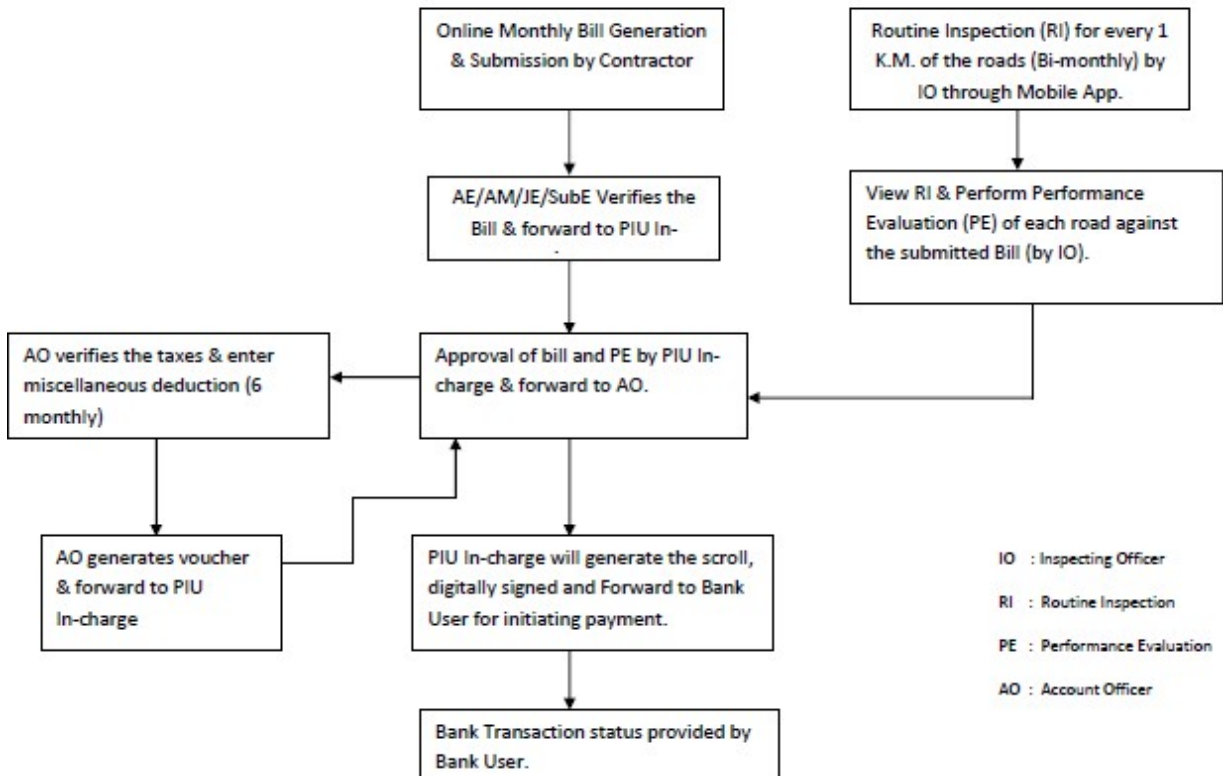 Online Monthly Bill Generation
& Submission by Contractor
Routine Inspection (RI) for every 1
K.M. of the roads (Bi-monthly) by
IO through Mobile App.
AE/AM/JE/SubE Verifies the
Bill & forward to PIU In-
View RI & Perform Performance
Evaluation (PE) of each road against
the submitted Bill (by IO).
AO verifies the taxes & enter
miscellaneous deduction (6
monthly)
Approval of bill and PE by PIU In-
charge & forward to AO.
AO generates voucher
& forward to PIU
In-charge
PIU In-charge will generate the scroll,
digitally signed and Forward to Bank
User for initiating payment.
IO : Inspecting Officer
RI : Routine Inspection
PE : Performance Evaluation
AO : Account Officer
Bank Transaction status provided by
Bank User.